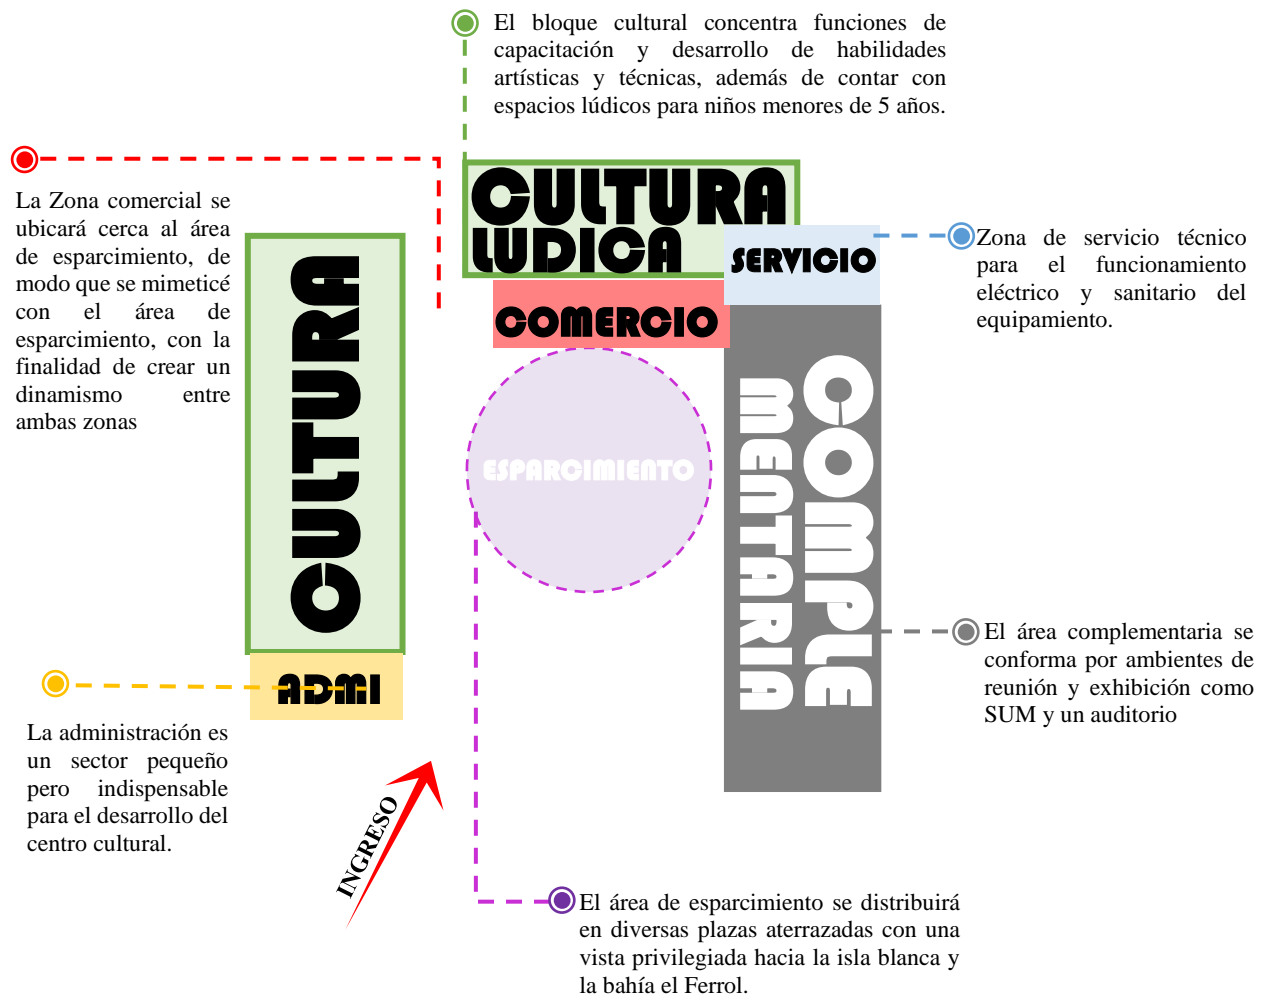 El bloque cultural concentra funciones de
capacitación y desarrollo de habilidades
artísticas y técnicas, además de contar con
espacios lúdicos para niños menores de 5 años.
La Zona comercial se
ubicará cerca al área
de esparcimiento, de
modo que se mimeticé
con el área de
esparcimiento, con la
finalidad de crear un
dinamismo entre
ambas zonas
CULTURA
LUDICA
SERVICIO
Zona de servicio técnico
para el funcionamiento
eléctrico y sanitario del
equipamiento.
COMERCIO
CULTURA
ESPARCIMIENTO
COMPLE
MENTARIA
El área complementaria se
conforma por ambientes de
reunión y exhibición como
SUM y un auditorio
ADMI
La administración es
un sector pequeño
pero indispensable
para el desarrollo del
centro cultural.
INGRESO
El área de esparcimiento se distribuirá
en diversas plazas aterrazadas con una
vista privilegiada hacia la isla blanca y
la bahía el Ferrol.